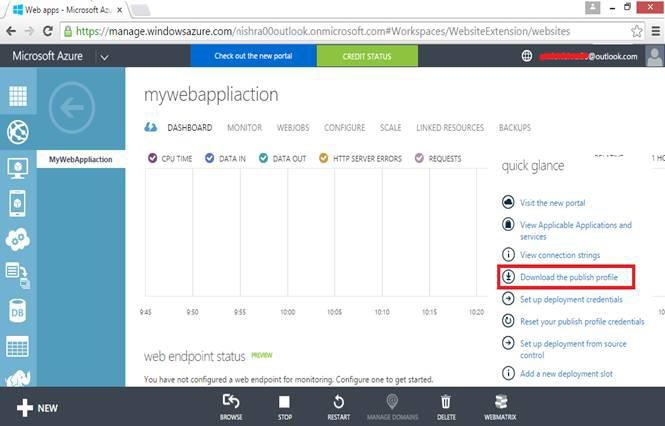 Web apps - Microsoft Azu
https://manage.windowsazure.com/nishra00outlook.onmicrosoft.com#Workspaces/WebsiteExtension/websites
Microsoft Azure
Check out the new portal
CREDIT STATUS
@outlook.com
mywebappliaction
DASHBOARD MONITOR WEBJOBS CONFIGURE SCALE LINKED RESOURCES BACKUPS
MyWebAppliaction
CPU TIME DATA IN DATA OUT HTTP SERVER ERRORS REQUESTS
quick glance
Visit the new portal
View Applicable Applications and
services
View connection strings
Download the publish profile
Set up deployment credentials
Reset your publish profile credentials
Set up deployment from source
control
Add a new deployment slot
9:45 9:50 9:55 10:00 10:05 10:10 10:15 10:20
web endpoint status PREVIEW
You have not configured a web endpoint for monitoring. Configure one to get started.
DB
NEW
BROWSE
STOP
RESTART
MANAGE DOMAINS
DELETE
WEBMATRIX